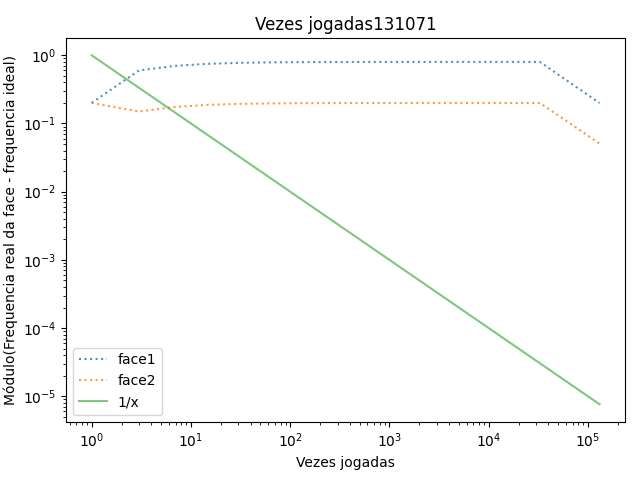 Vezes jogadas131071
Módulo(Frequencia real da face - frequencia ideal)
10⁰
10⁻¹
10⁻²
10⁻³
10⁻⁴
10⁻⁵
face1
face2
1/x
10⁰ 10¹ 10² 10³ 10⁴ 10⁵
Vezes jogadas